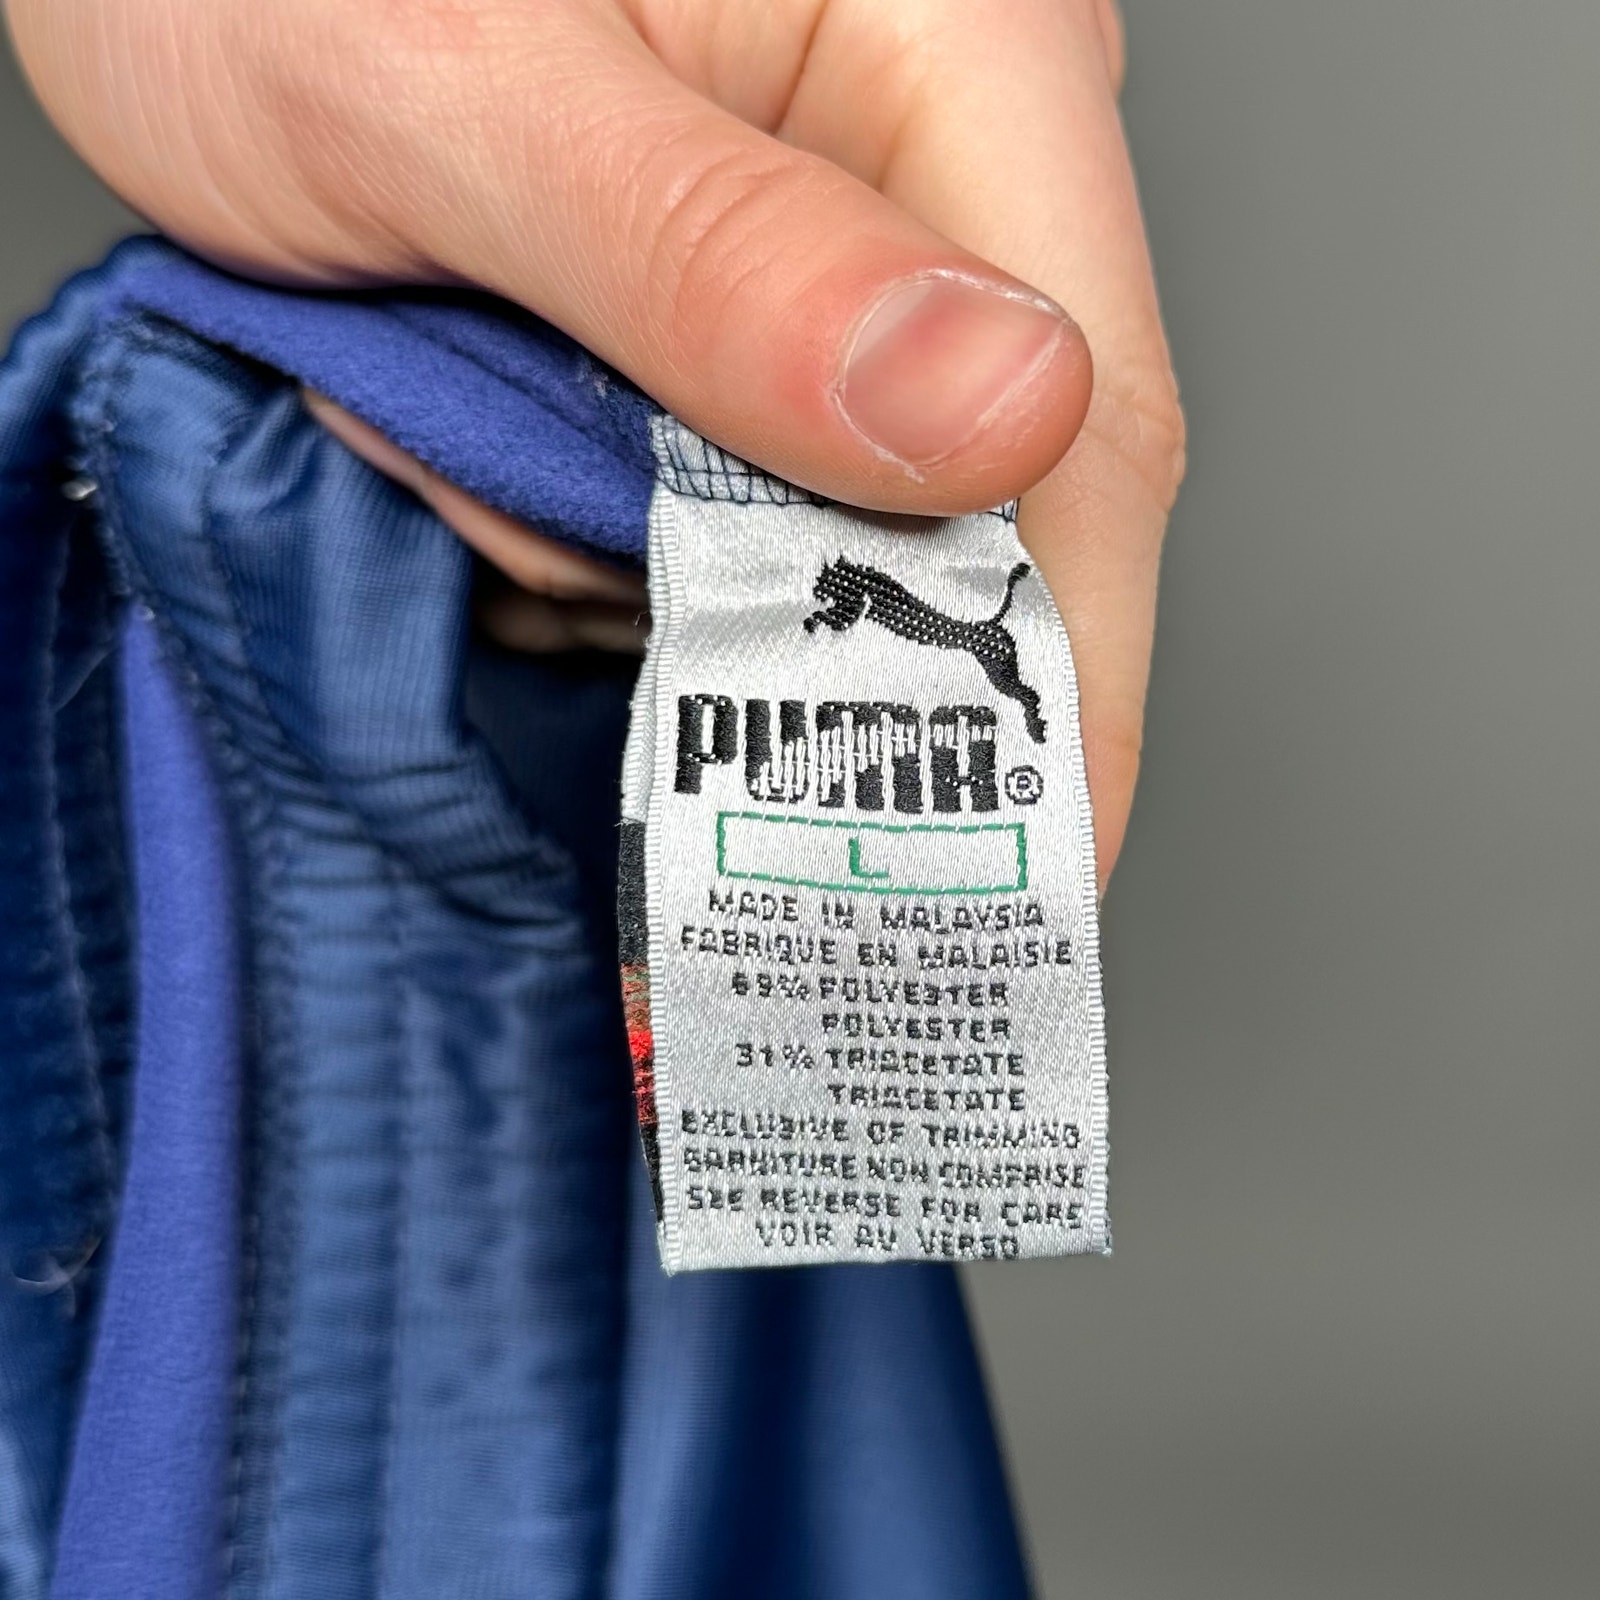 PUMA®
L
MADE IN MALAYSIA
FABRIQUE EN MALAISIE
69% POLYESTER
POLYESTER
31% TRIACETATE
TRIACETATE
EXCLUSIVE OF TRIMMING
GARNITURE NON COMPRISE
SEE REVERSE FOR CARE
VOIR AU VERSO